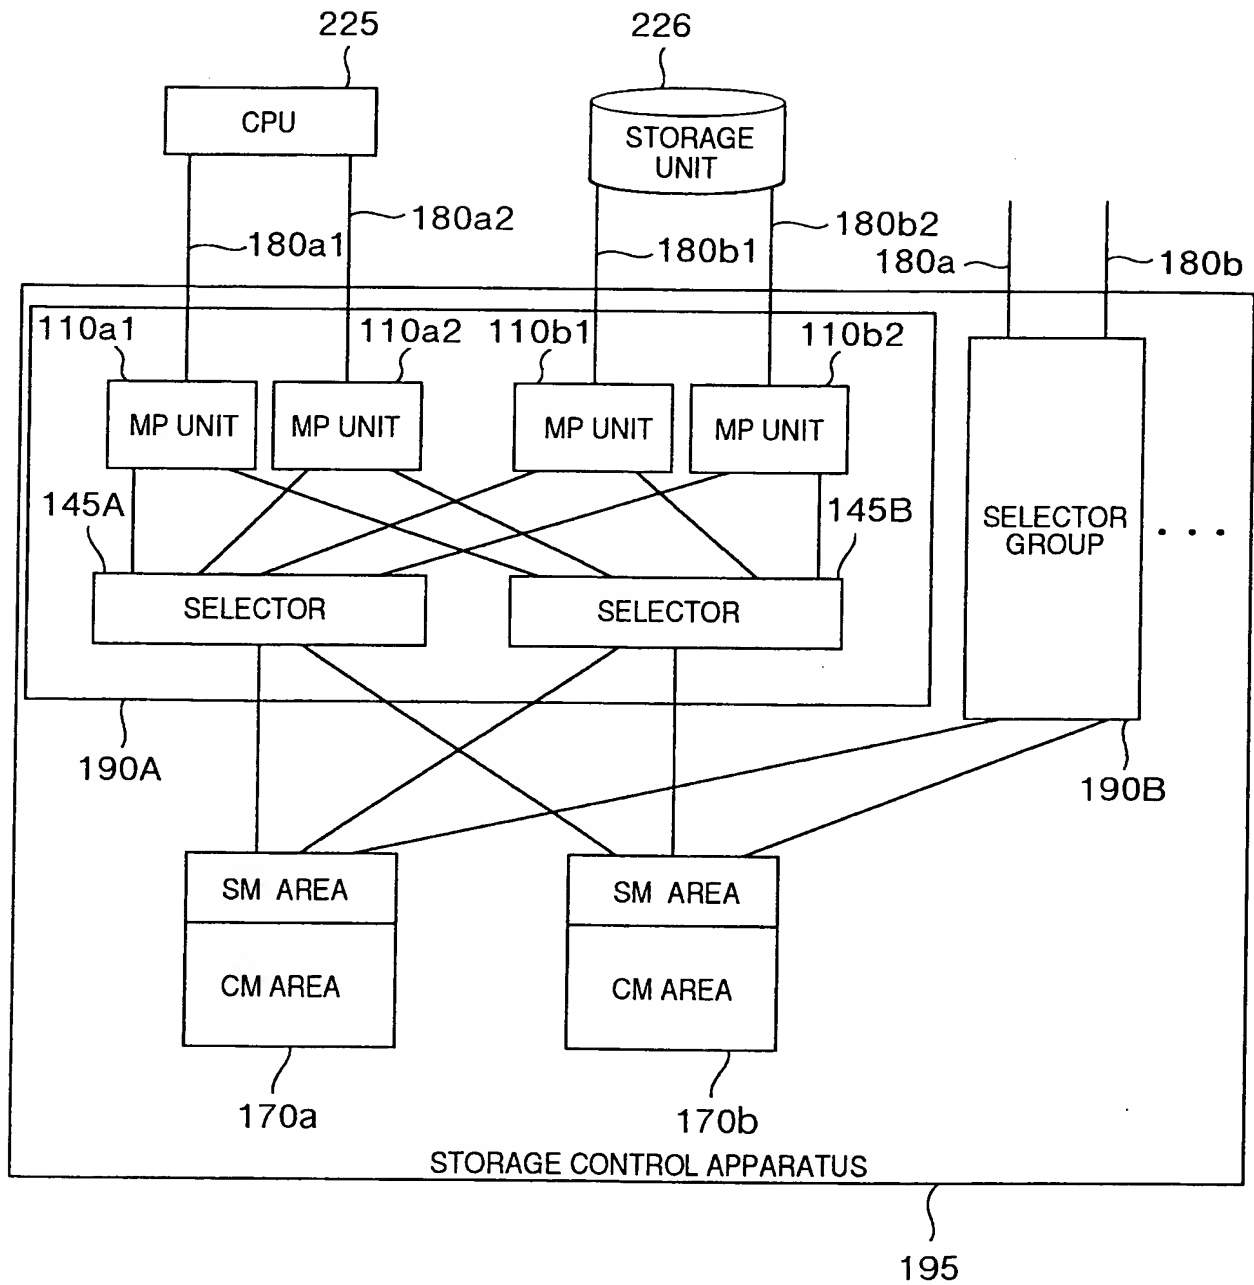 225
226
CPU
STORAGE
UNIT
180a1
180a2
180b1
180b2
180a
180b
110a1
110a2
110b1
110b2
MP UNIT
MP UNIT
MP UNIT
MP UNIT
145A
145B
SELECTOR
SELECTOR
SELECTOR
GROUP
. . .
190A
190B
SM AREA
SM AREA
CM AREA
CM AREA
170a
170b
STORAGE CONTROL APPARATUS
195